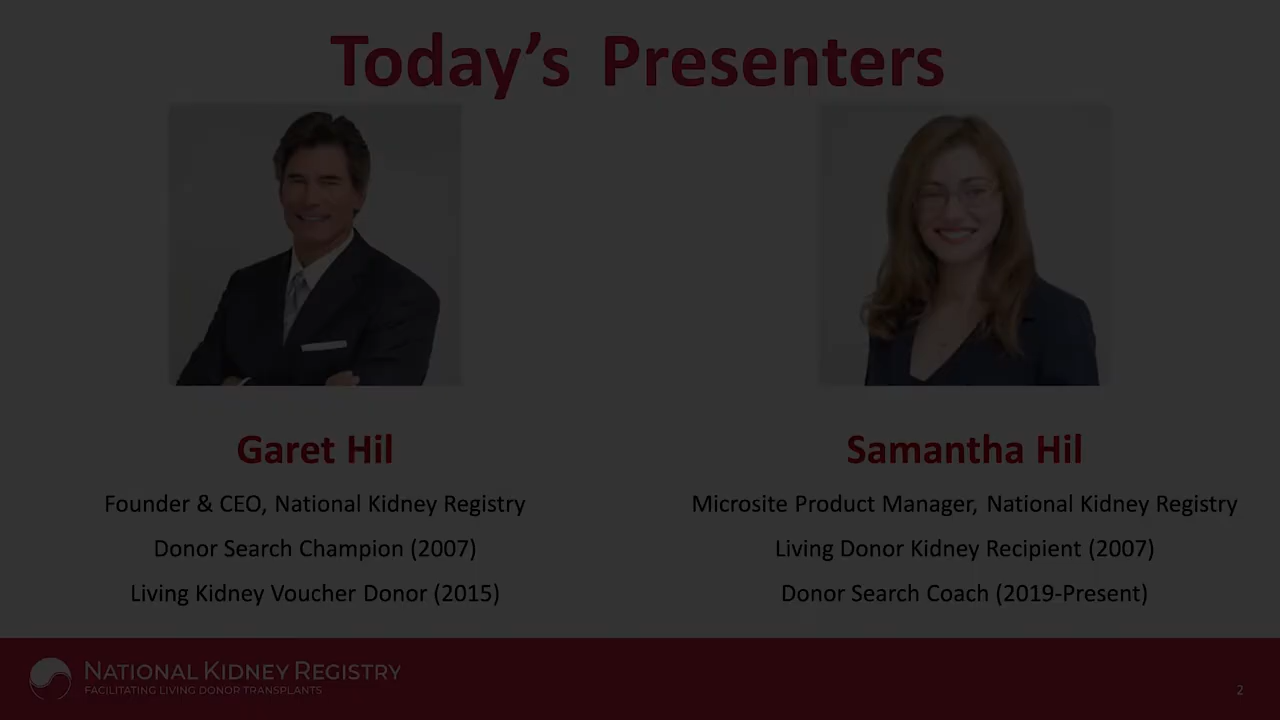 Today's Presenters
Garet Hil
Founder & CEO, National Kidney Registry
Donor Search Champion (2007)
Living Kidney Voucher Donor (2015)
Samantha Hil
Microsite Product Manager, National Kidney Registry
Living Donor Kidney Recipient (2007)
Donor Search Coach (2019-Present)
NATIONAL KIDNEY REGISTRY
FACILITATING LIVING DONOR TRANSPLANTS
2